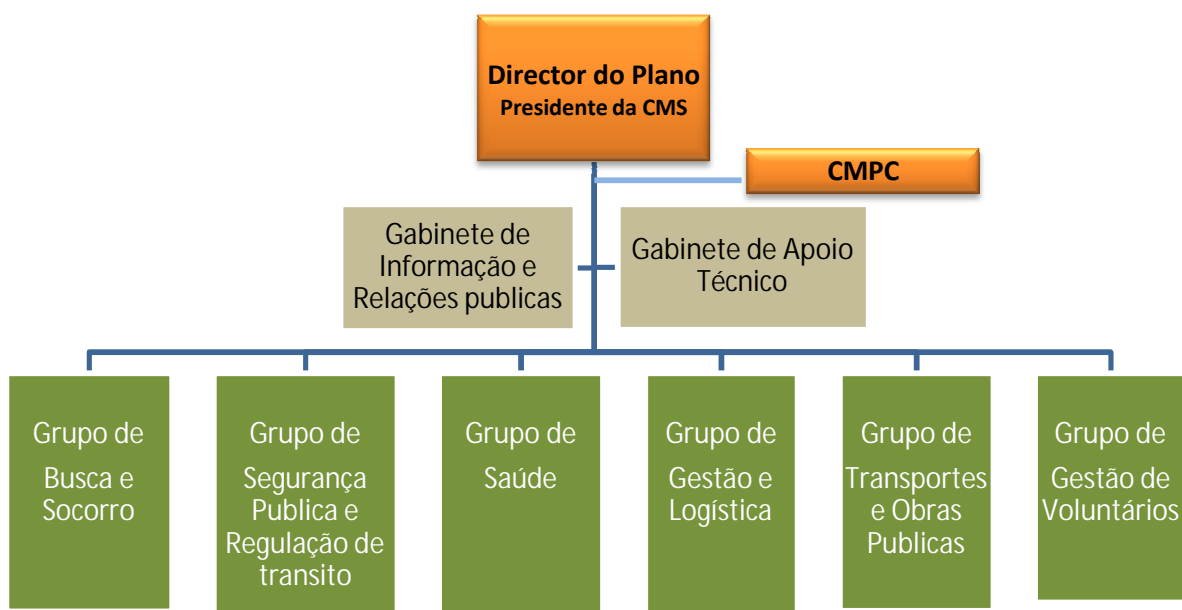 Director do Plano
Presidente da CMS
CMPC
Gabinete de
Informação e
Relações publicas
Gabinete de Apoio
Técnico
Grupo de
Busca e
Socorro
Grupo de
Segurança
Publica e
Regulação de
transito
Grupo de
Saúde
Grupo de
Gestão e
Logística
Grupo de
Transportes
e Obras
Publicas
Grupo de
Gestão de
Voluntários